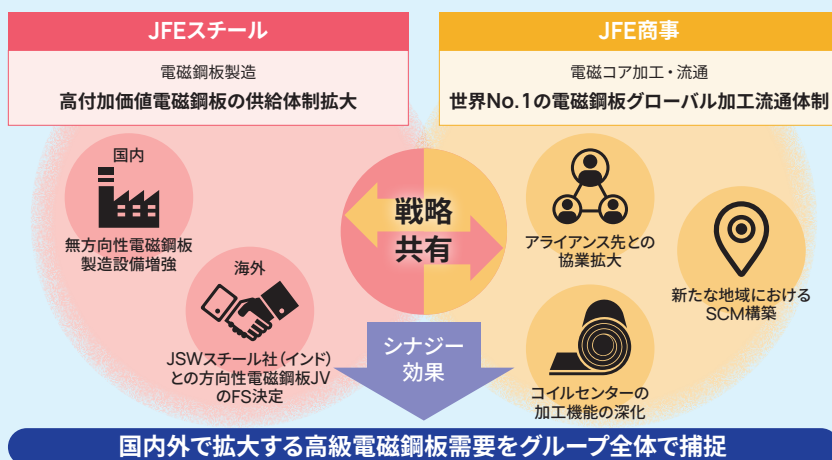 JFEスチール
電磁鋼板製造
高付加価値電磁鋼板の供給体制拡大
国内
無方向性電磁鋼板
製造設備増強
海外
JSWスチール社(インド)
との方向性電磁鋼板JV
のFS決定
戦略
共有
シナジー
効果
JFE商事
電磁コア加工・流通
世界No.1の電磁鋼板グローバル加工流通体制
アライアンス先との
協業拡大
新たな地域における
SCM構築
コイルセンターの
加工機能の深化
国内外で拡大する高級電磁鋼板需要をグループ全体で捕捉